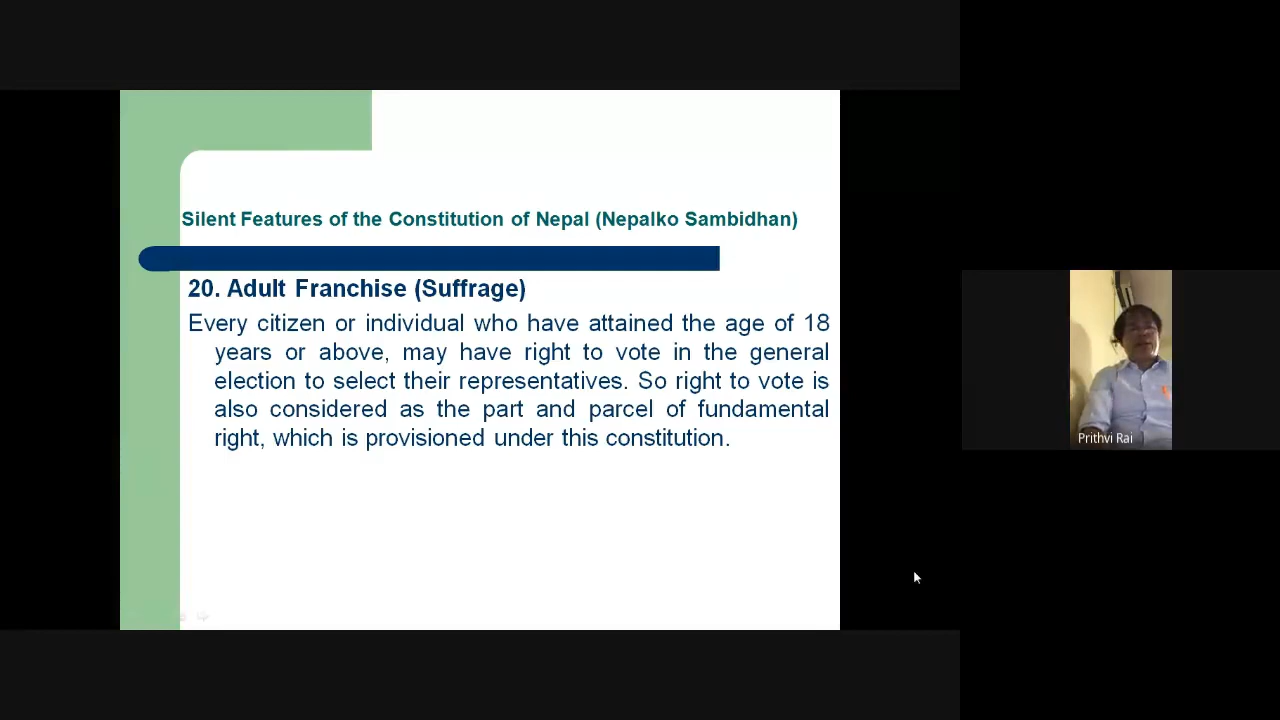 Silent Features of the Constitution of Nepal (Nepalko Sambidhan)
20. Adult Franchise (Suffrage)
Every citizen or individual who have attained the age of 18
years or above, may have right to vote in the general
election to select their representatives. So right to vote is
also considered as the part and parcel of fundamental
right, which is provisioned under this constitution.
Prithvi Rai